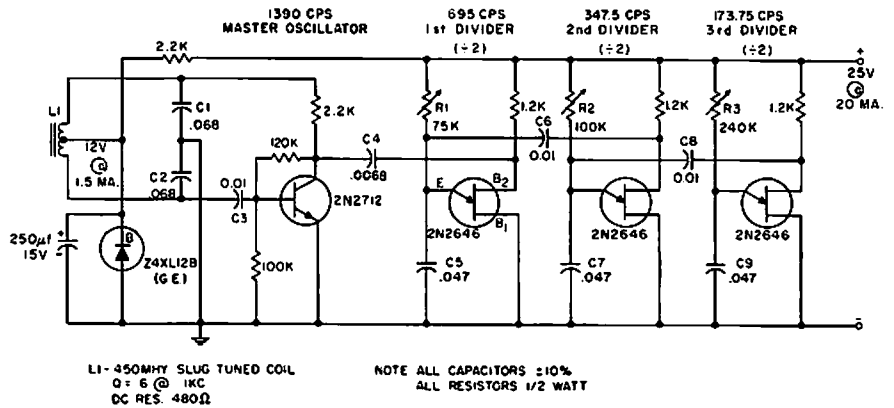 1390 CPS
MASTER OSCILLATOR
695 CPS
1st DIVIDER
(÷2)
347.5 CPS
2nd DIVIDER
(÷2)
173.75 CPS
3rd DIVIDER
(÷2)
2.2K
+
25V
@
20 MA.
L1
C1
.068
2.2K
R1
75K
1.2K
R2
100K
1.2K
R3
240K
1.2K
12V
@
1.5 MA.
120K
C4
.0068
C6
0.01
C8
0.01
C2
.068
0.01
C3
2N2712
E
B2
2N2646
B1
2N2646
2N2646
250µf
15V
+
-
B
Z4XL12B
(G.E.)
100K
C5
.047
C7
.047
C9
.047
-
L1-450MHY SLUG TUNED COIL
Q = 6 @ 1KC
DC RES. 480Ω
NOTE ALL CAPACITORS ±10%
ALL RESISTORS 1/2 WATT